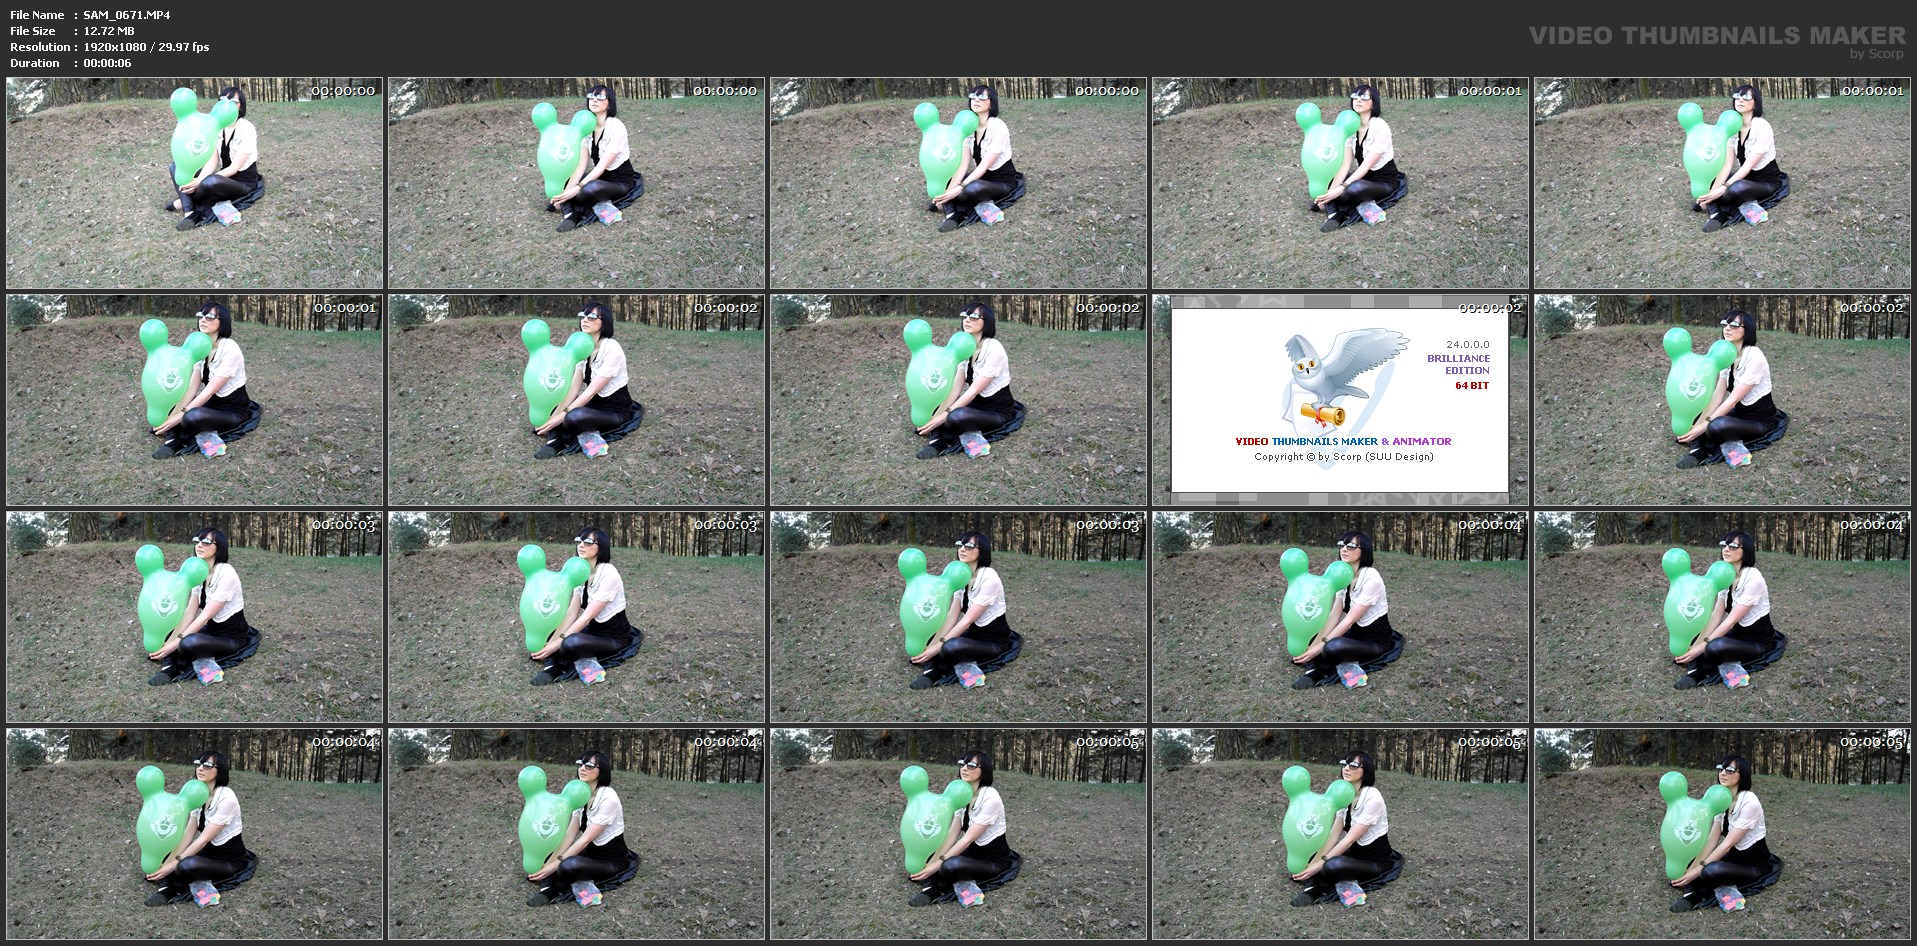 File Name : SAM_0671.MP4
File Size : 12.72 MB
Resolution : 1920x1080 / 29.97 fps
Duration : 00:00:06
VIDEO THUMBNAILS MAKER
by Scorp
00:00:00
00:00:00
00:00:00
00:00:01
00:00:01
00:00:01
00:00:02
00:00:02
00:00:02
00:00:02
24.0.0.0
BRILLIANCE
EDITION
64 BIT
VIDEO THUMBNAILS MAKER & ANIMATOR
Copyright © by Scorp (SUU Design)
00:00:03
00:00:03
00:00:03
00:00:04
00:00:04
00:00:04
00:00:04
00:00:05
00:00:05
00:00:05